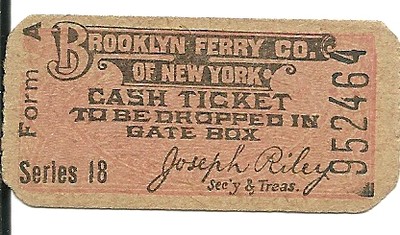 Form A
BROOKLYN FERRY CO.
OF NEW YORK
CASH TICKET
TO BE DROPPED IN
GATE BOX
Joseph Riley
Sec'y & Treas.
Series 18
952464